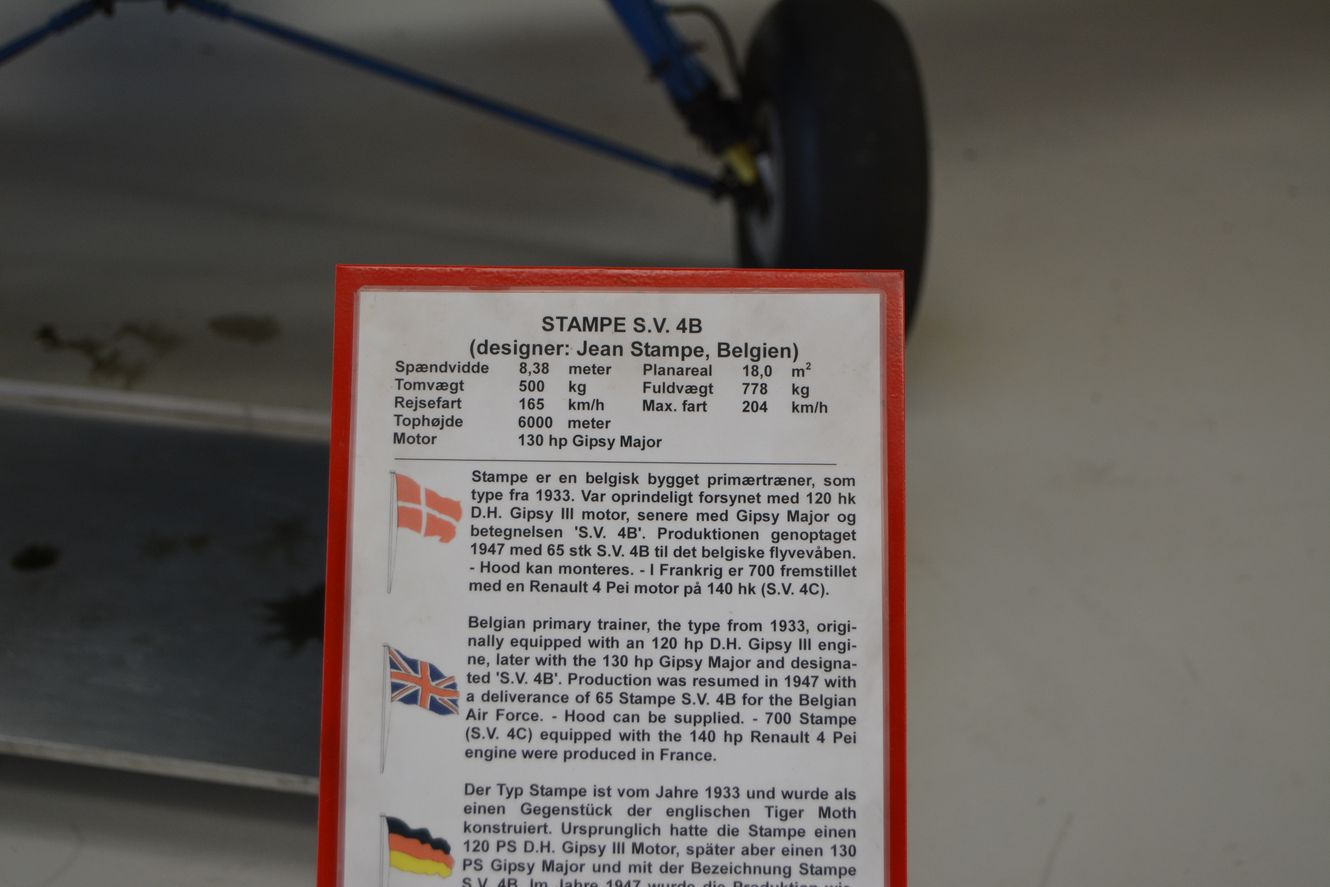 STAMPE S.V. 4B
(designer: Jean Stampe, Belgien)
Spændvidde 8,38 meter Planareal 18,0 m²
Tomvægt 500 kg Fuldvægt 778 kg
Rejsefart 165 km/h Max. fart 204 km/h
Tophøjde 6000 meter
Motor 130 hp Gipsy Major
Stampe er en belgisk bygget primærtræner, som
type fra 1933. Var oprindeligt forsynet med 120 hk
D.H. Gipsy III motor, senere med Gipsy Major og
betegnelsen 'S.V. 4B'. Produktionen genoptaget
1947 med 65 stk S.V. 4B til det belgiske flyvevåben.
- Hood kan monteres. - I Frankrig er 700 fremstillet
med en Renault 4 Pei motor på 140 hk (S.V. 4C).
Belgian primary trainer, the type from 1933, origi-
nally equipped with an 120 hp D.H. Gipsy III engi-
ne, later with the 130 hp Gipsy Major and designa-
ted 'S.V. 4B'. Production was resumed in 1947 with
a deliverance of 65 Stampe S.V. 4B for the Belgian
Air Force. - Hood can be supplied. - 700 Stampe
(S.V. 4C) equipped with the 140 hp Renault 4 Pei
engine were produced in France.
Der Typ Stampe ist vom Jahre 1933 und wurde als
einen Gegenstück der englischen Tiger Moth
konstruiert. Ursprunglich hatte die Stampe einen
120 PS D.H. Gipsy III Motor, später aber einen 130
PS Gipsy Major und mit der Bezeichnung Stampe
S.V. 4B. Im Jahre 1947 wurde die Produktion wie-